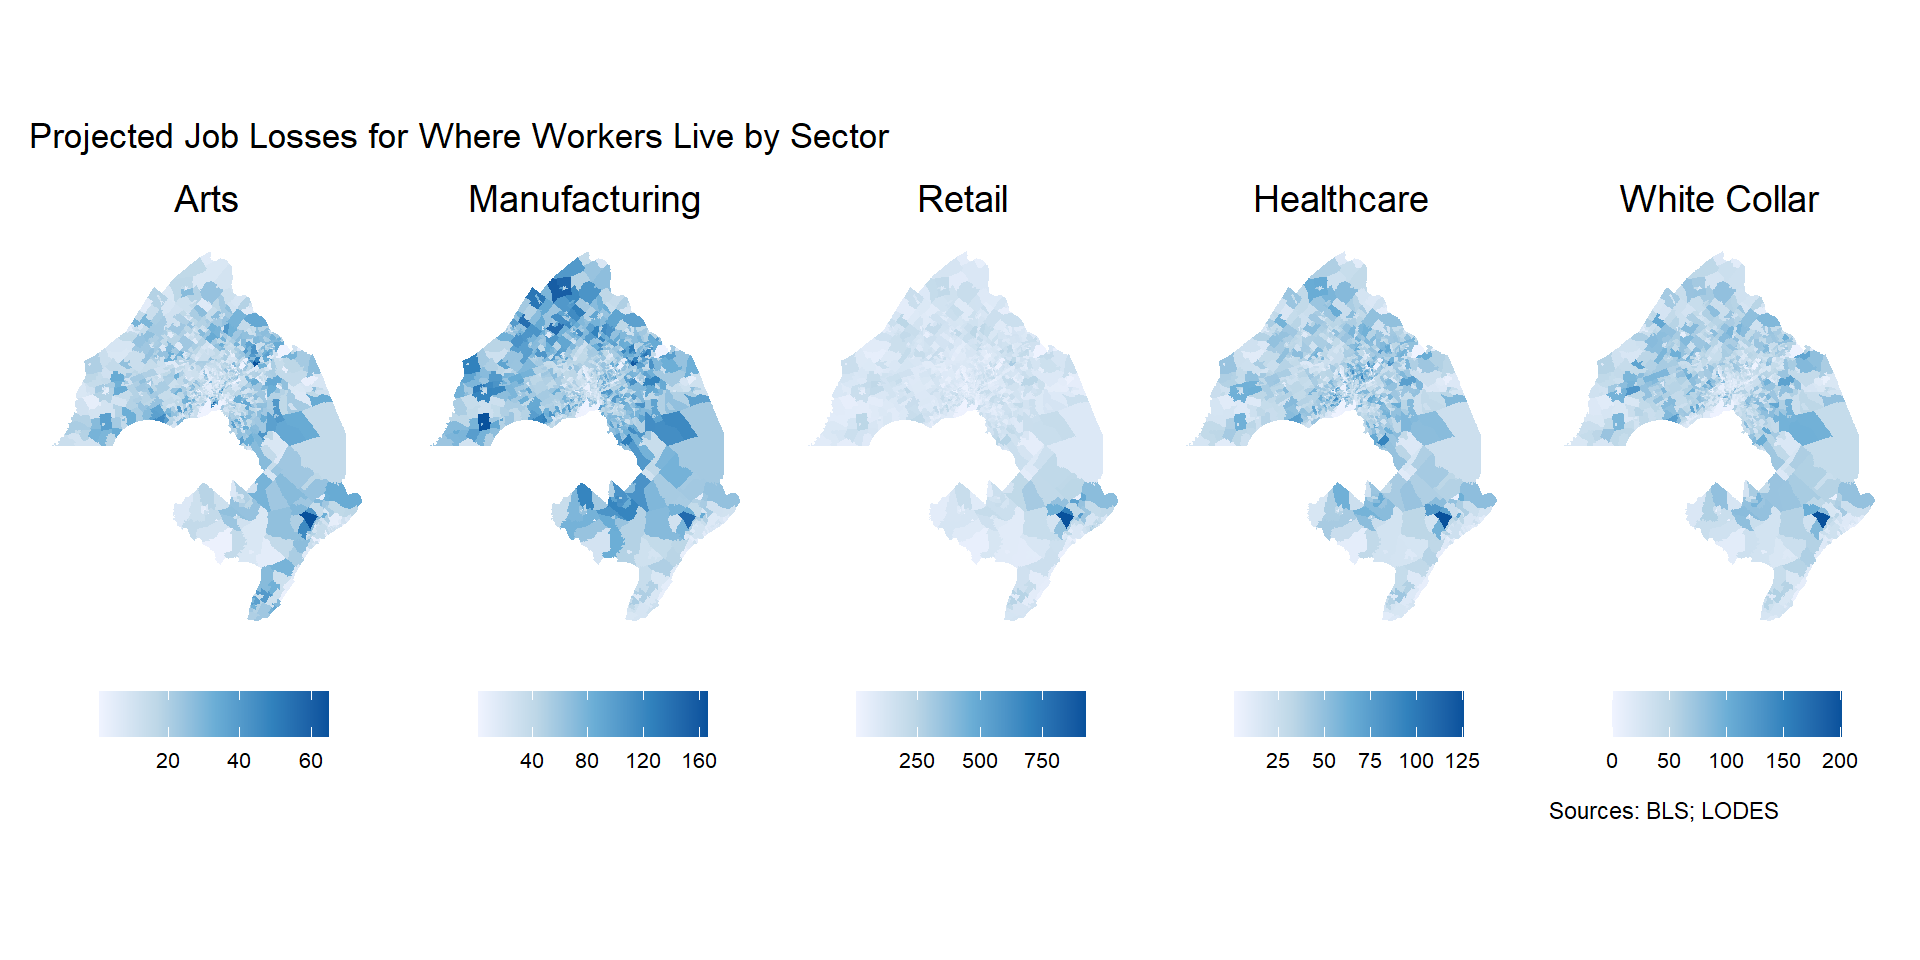 Projected Job Losses for Where Workers Live by Sector
Arts Manufacturing Retail Healthcare White Collar
20 40 60 40 80 120 160 250 500 750 25 50 75 100 125 0 50 100 150 200
Sources: BLS; LODES